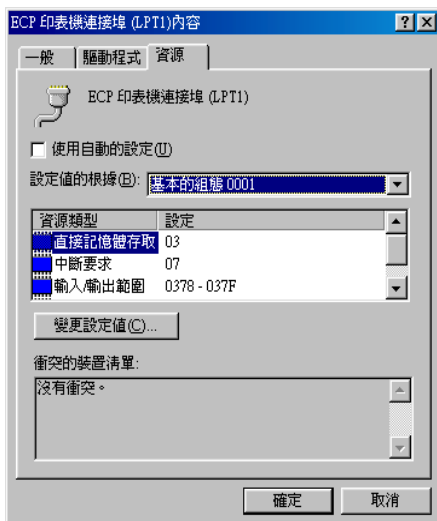 ECP 印表機連接埠 (LPT1)內容
一般 驅動程式 資源
ECP 印表機連接埠 (LPT1)
使用自動的設定(U)
設定值的根據(B): 基本的組態 0001
資源類型 設定
直接記憶體存取 03
中斷要求 07
輸入/輸出範圍 0378 - 037F
變更設定值(C)...
衝突的裝置清單:
沒有衝突。
確定 取消